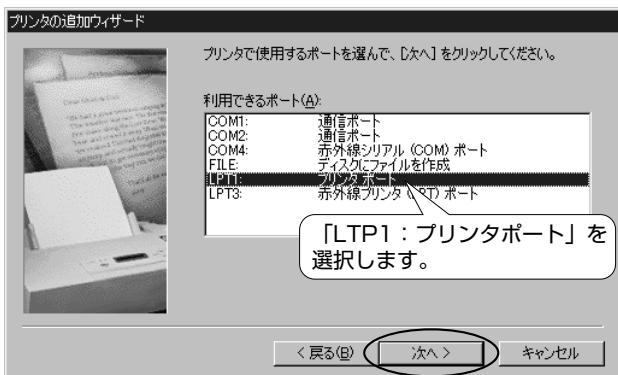 プリンタの追加ウィザード
プリンタで使用するポートを選んで、[次へ] をクリックしてください。
利用できるポート(A):
COM1: 通信ポート
COM2: 通信ポート
COM4: 赤外線シリアル (COM) ポート
FILE: ディスクにファイルを作成
LPT1: プリンタ ポート
LPT3: 赤外線プリンタ (LPT) ポート
「LTP1：プリンタポート」を
選択します。
< 戻る(B) 次へ > キャンセル